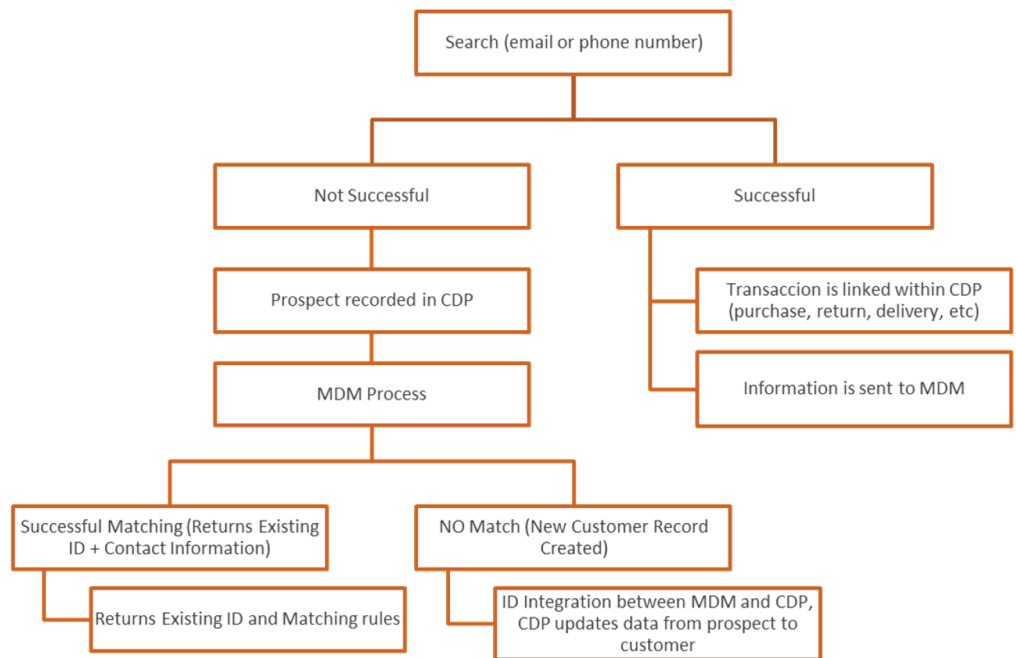 Search (email or phone number)
Not Successful
Successful
Prospect recorded in CDP
Transaccion is linked within CDP
(purchase, return, delivery, etc)
MDM Process
Information is sent to MDM
Successful Matching (Returns Existing
ID + Contact Information)
NO Match (New Customer Record
Created)
Returns Existing ID and Matching rules
ID Integration between MDM and CDP,
CDP updates data from prospect to
customer